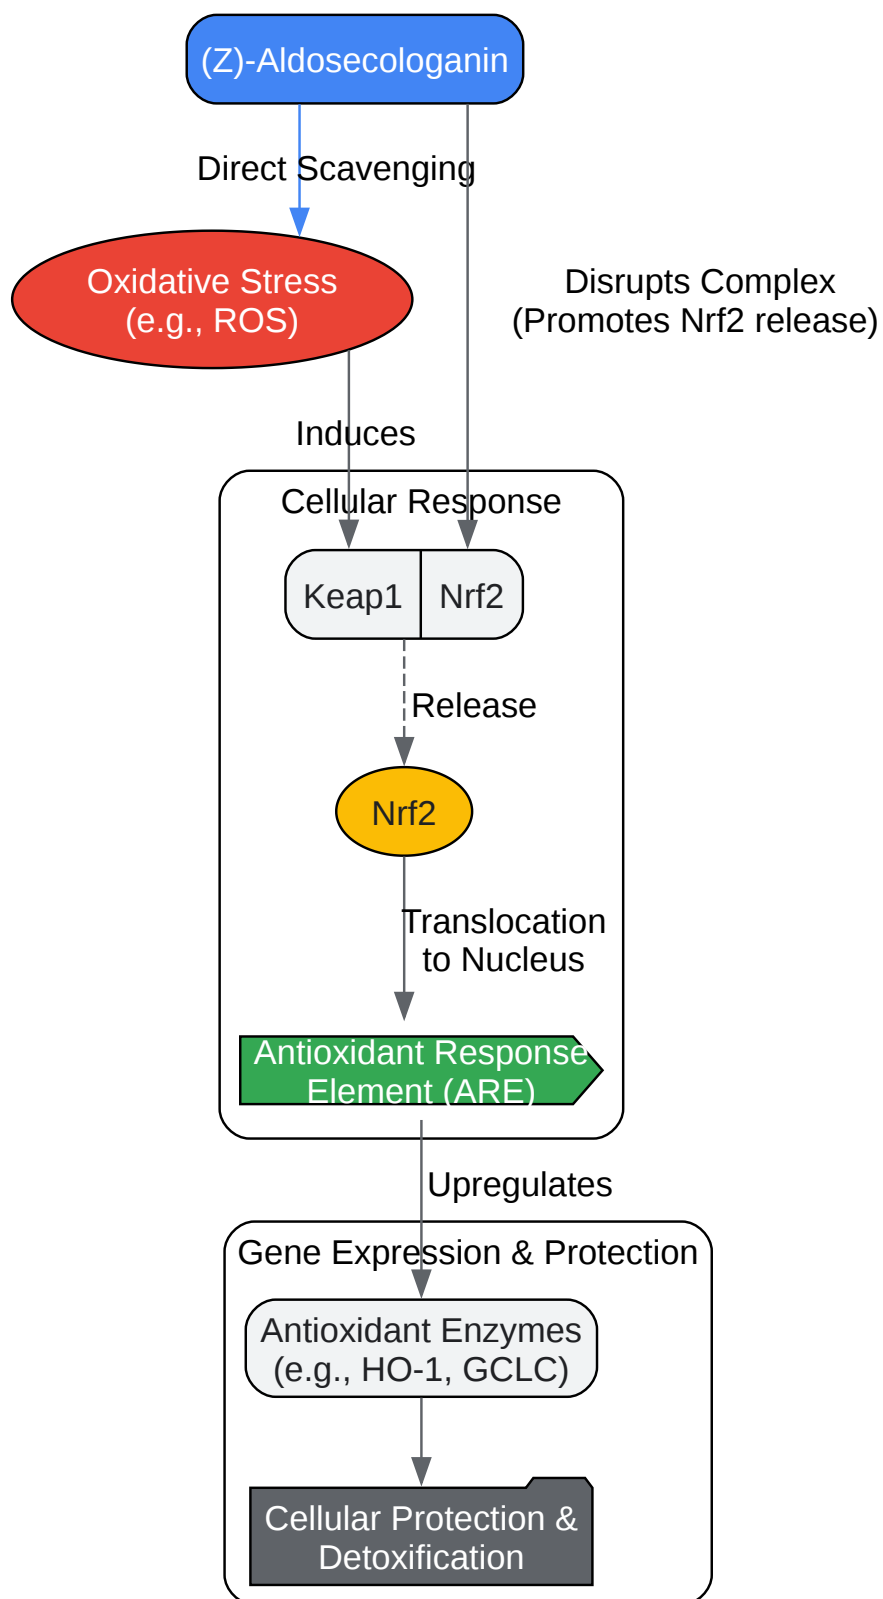 (Z)-Aldosecologanin
Direct Scavenging
Oxidative Stress
(e.g., ROS)
Disrupts Complex
(Promotes Nrf2 release)
Induces
Cellular Response
Keap1
Nrf2
Release
Nrf2
Translocation
to Nucleus
Antioxidant Response
Element (ARE)
Upregulates
Gene Expression & Protection
Antioxidant Enzymes
(e.g., HO-1, GCLC)
Cellular Protection &
Detoxification